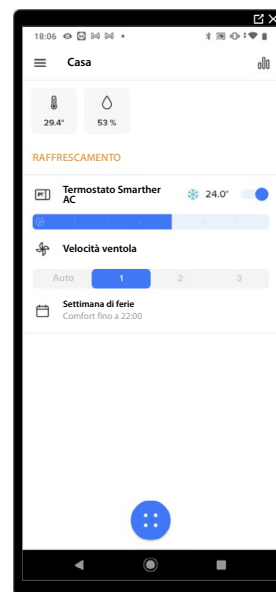 18:06
Casa
29.4°
53 %
RAFFRESCAMENTO
Termostato Smarther
AC
24.0°
Velocità ventola
Auto 1 2 3
Settimana di ferie
Comfort fino a 22:00